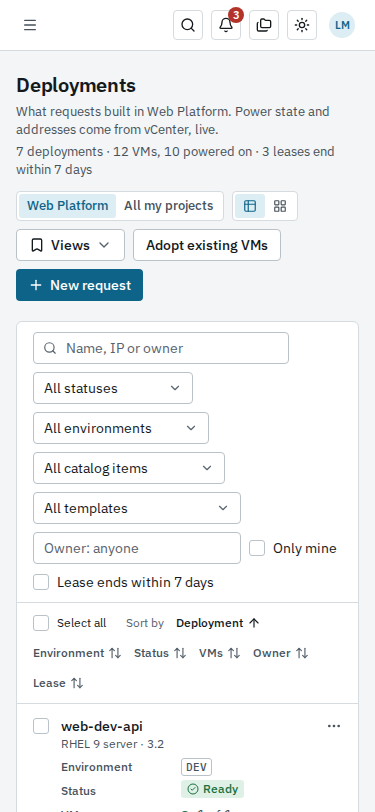 3
LM
Deployments
What requests built in Web Platform. Power state and
addresses come from vCenter, live.
7 deployments · 12 VMs, 10 powered on · 3 leases end
within 7 days
Web Platform All my projects
Views Adopt existing VMs
New request
Name, IP or owner
All statuses
All environments
All catalog items
All templates
Owner: anyone Only mine
Lease ends within 7 days
Select all Sort by Deployment
Environment Status VMs Owner
Lease
web-dev-api
RHEL 9 server · 3.2
Environment DEV
Status Ready